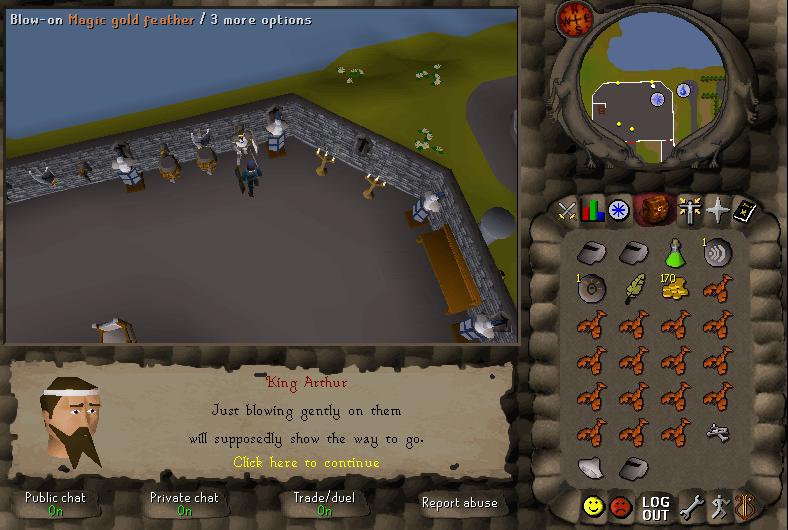 Blow-on Magic gold feather / 3 more options
1
1
170
King Arthur
Just blowing gently on them
will supposedly show the way to go.
Click here to continue
Public chat
On
Private chat
On
Trade/duel
On
Report abuse
LOG
OUT